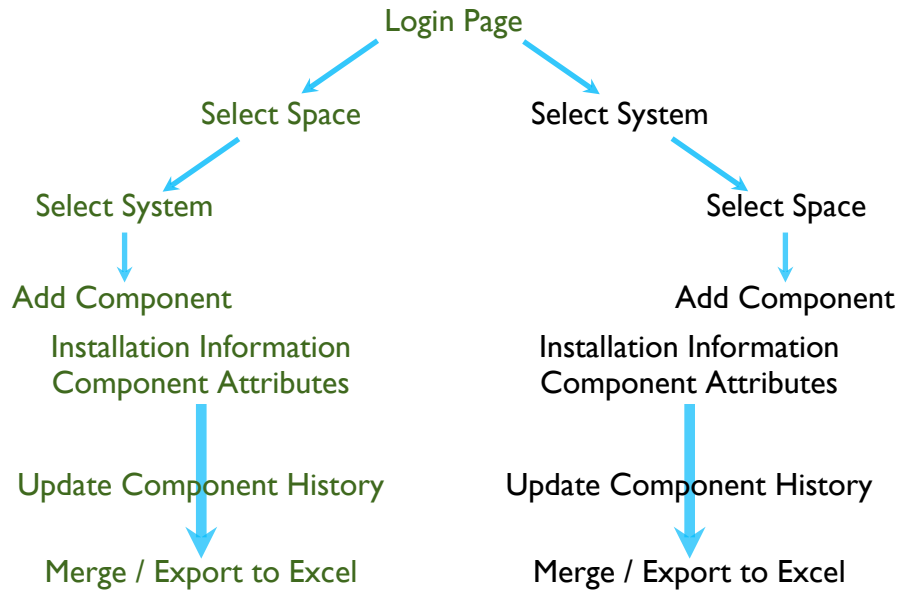 Login Page
Select Space
Select System
Select System
Select Space
Add Component
Add Component
Installation Information
Component Attributes
Installation Information
Component Attributes
Update Component History
Update Component History
Merge / Export to Excel
Merge / Export to Excel